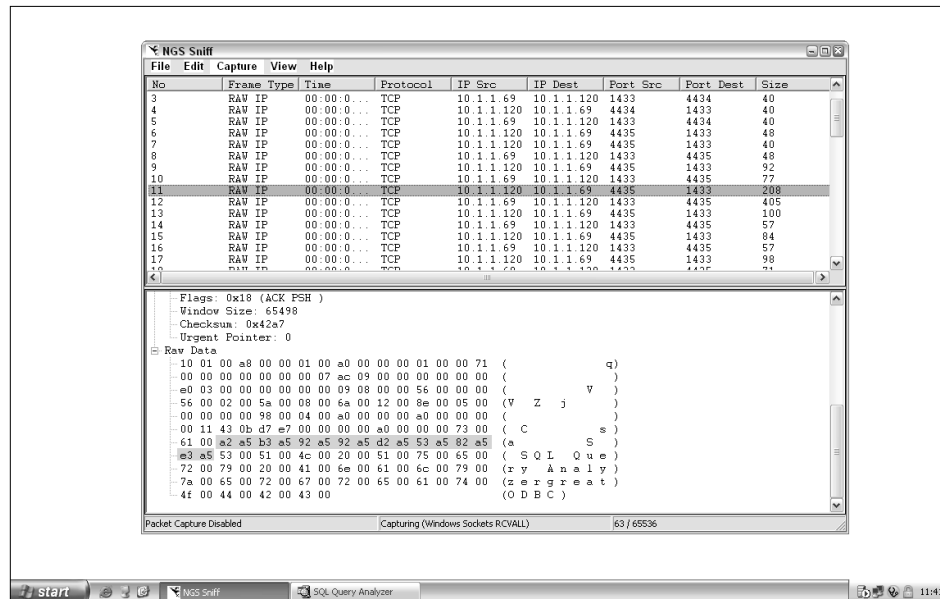 NGS Sniff
File Edit Capture View Help
No Frame Type Time Protocol IP Src IP Dest Port Src Port Dest Size
3 RAW IP 00:00:0... TCP 10.1.1.69 10.1.1.120 1433 4434 40
4 RAW IP 00:00:0... TCP 10.1.1.120 10.1.1.69 4434 1433 40
5 RAW IP 00:00:0... TCP 10.1.1.69 10.1.1.120 1433 4434 40
6 RAW IP 00:00:0... TCP 10.1.1.120 10.1.1.69 4435 1433 48
7 RAW IP 00:00:0... TCP 10.1.1.120 10.1.1.69 4435 1433 40
8 RAW IP 00:00:0... TCP 10.1.1.69 10.1.1.120 1433 4435 48
9 RAW IP 00:00:0... TCP 10.1.1.120 10.1.1.69 4435 1433 92
10 RAW IP 00:00:0... TCP 10.1.1.69 10.1.1.120 1433 4435 77
11 RAW IP 00:00:0... TCP 10.1.1.120 10.1.1.69 4435 1433 208
12 RAW IP 00:00:0... TCP 10.1.1.69 10.1.1.120 1433 4435 405
13 RAW IP 00:00:0... TCP 10.1.1.120 10.1.1.69 4435 1433 100
14 RAW IP 00:00:0... TCP 10.1.1.69 10.1.1.120 1433 4435 57
15 RAW IP 00:00:0... TCP 10.1.1.120 10.1.1.69 4435 1433 84
16 RAW IP 00:00:0... TCP 10.1.1.69 10.1.1.120 1433 4435 57
17 RAW IP 00:00:0... TCP 10.1.1.120 10.1.1.69 4435 1433 98
Flags: 0x18 (ACK PSH )
Window Size: 65498
Checksum: 0x42a7
Urgent Pointer: 0
Raw Data
10 01 00 a8 00 00 01 00 a0 00 00 00 01 00 00 71 ( q)
00 00 00 00 00 00 07 ac 09 00 00 00 00 00 00 00 ( )
e0 03 00 00 00 00 00 00 09 08 00 00 56 00 00 00 ( V )
56 00 02 00 5a 00 08 00 6a 00 12 00 8e 00 05 00 (V Z j )
00 00 00 00 98 00 04 00 a0 00 00 00 a0 00 00 00 ( )
00 11 43 0b d7 e7 00 00 00 00 a0 00 00 00 73 00 ( C s )
61 00 a2 a5 b3 a5 92 a5 92 a5 d2 a5 53 a5 82 a5 (a S )
e3 a5 53 00 51 00 4c 00 20 00 51 00 75 00 65 00 ( S Q L Q u e )
72 00 79 00 20 00 41 00 6e 00 61 00 6c 00 79 00 (r y A n a l y )
7a 00 65 00 72 00 67 00 72 00 65 00 61 00 74 00 (z e r g r e a t )
4f 00 44 00 42 00 43 00 (O D B C )
Packet Capture Disabled Capturing (Windows Sockets RCVALL) 63 / 65536
start NGS Sniff SQL Query Analyzer